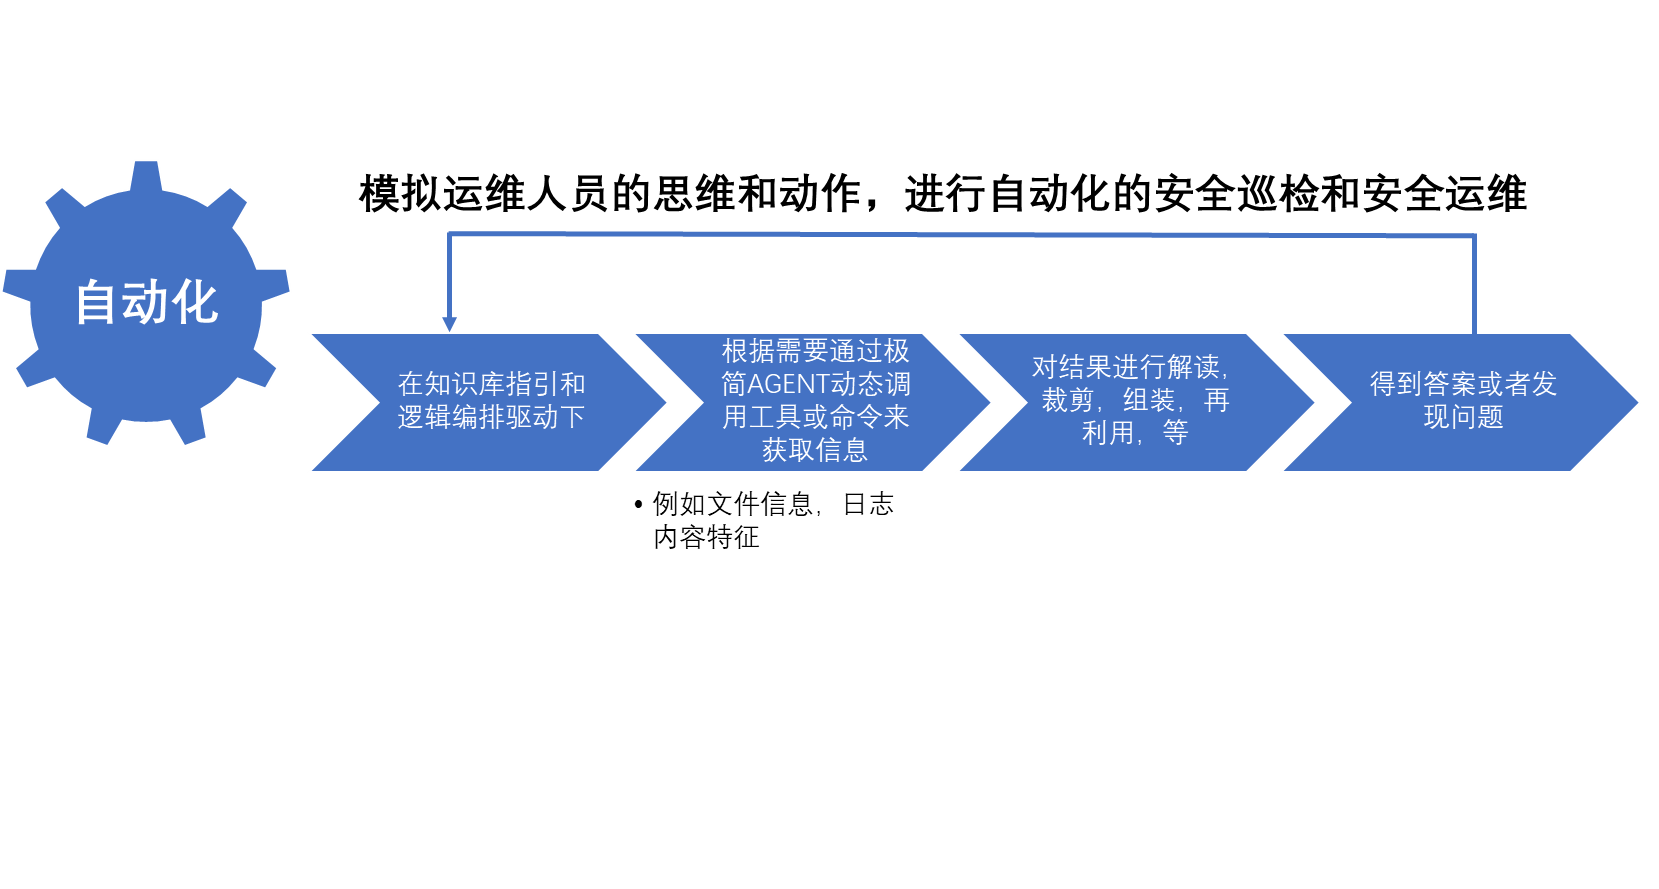 模拟运维人员的思维和动作，进行自动化的安全巡检和安全运维
自动化
在知识库指引和
逻辑编排驱动下
根据需要通过极
简AGENT动态调
用工具或命令来
获取信息
• 例如文件信息，日志
内容特征
对结果进行解读，
裁剪，组装，再
利用，等
得到答案或者发
现问题